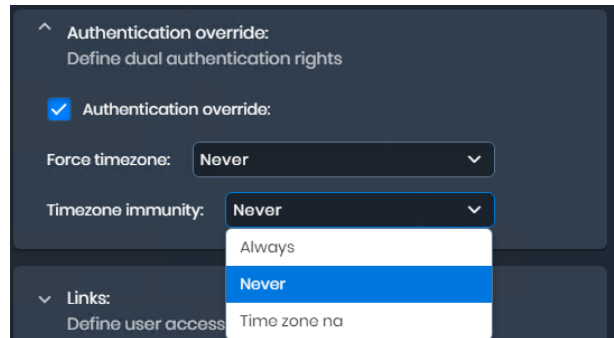 Authentication override:
Define dual authentication rights
Authentication override:
Force timezone: Never
Timezone immunity: Never
Always
Never
Links:
Define user access
Time zone na